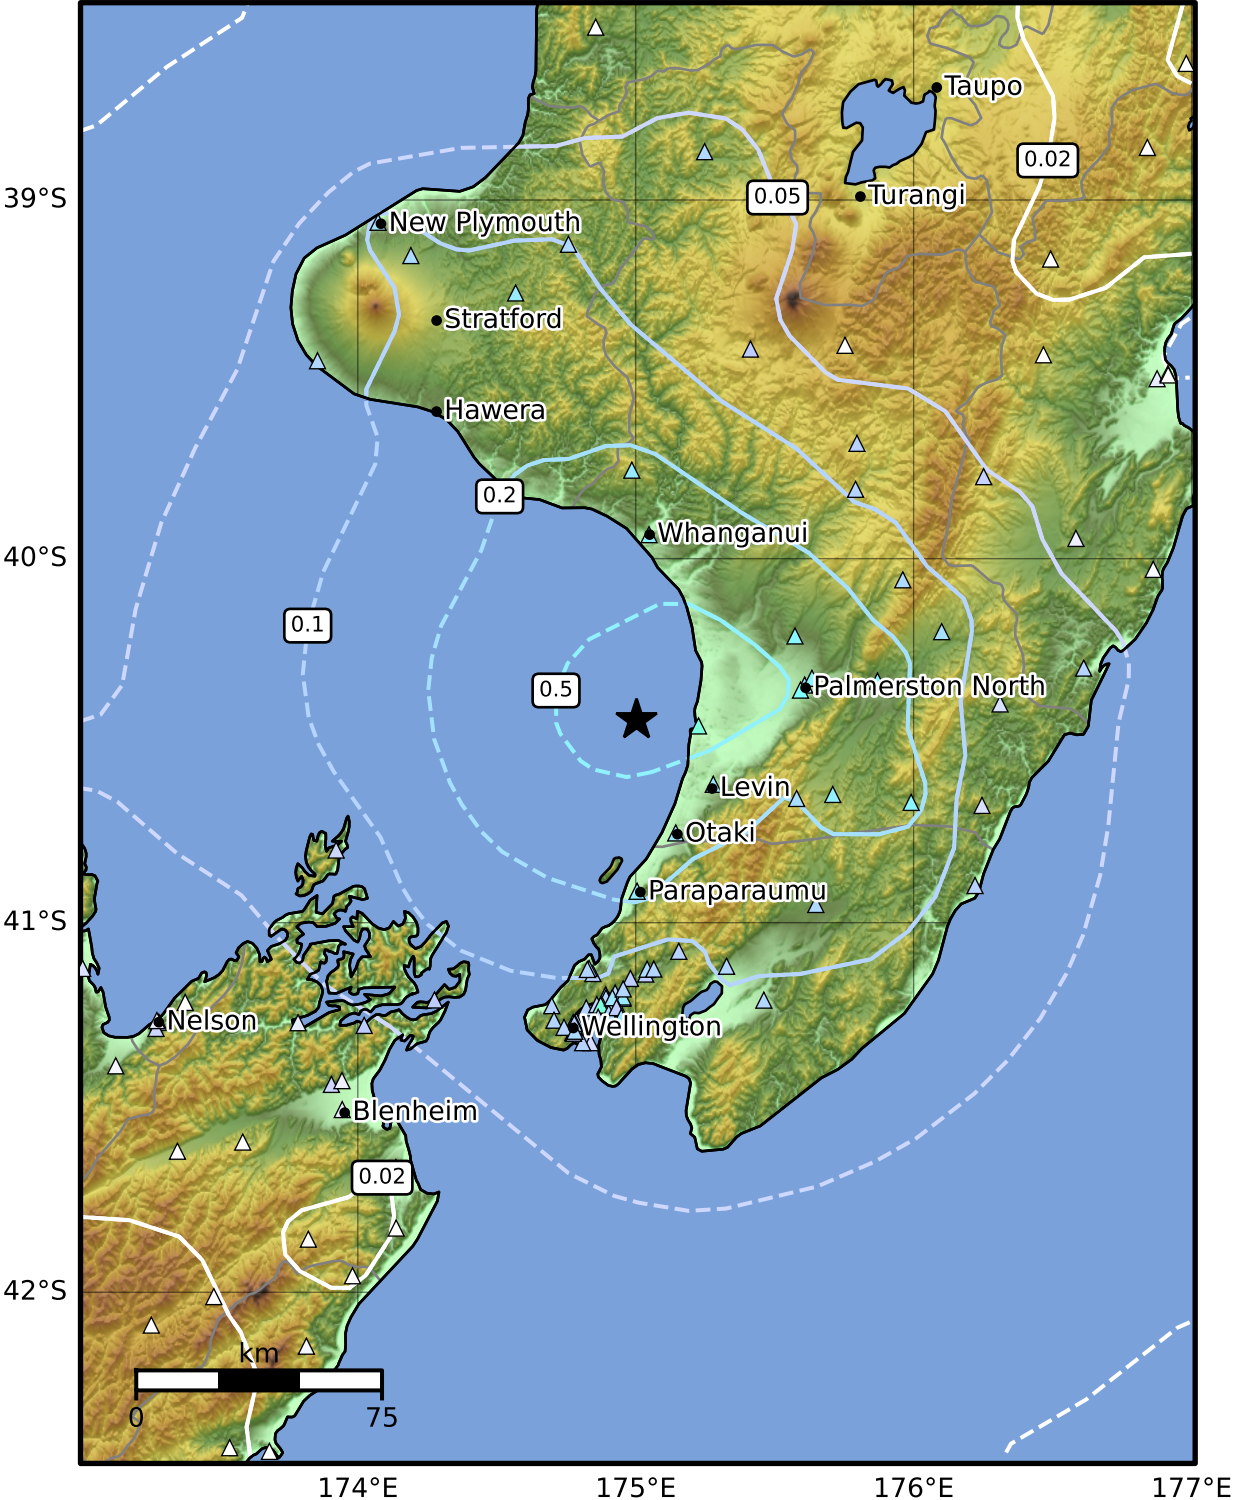 Taupo
0.02
39°S
0.05
Turangi
New Plymouth
Stratford
Hawera
0.2
Whanganui
40°S
0.1
0.5
Palmerston North
Levin
Otaki
Paraparaumu
41°S
Nelson
Wellington
Blenheim
0.02
42°S
km
0
75
174°E
175°E
176°E
177°E